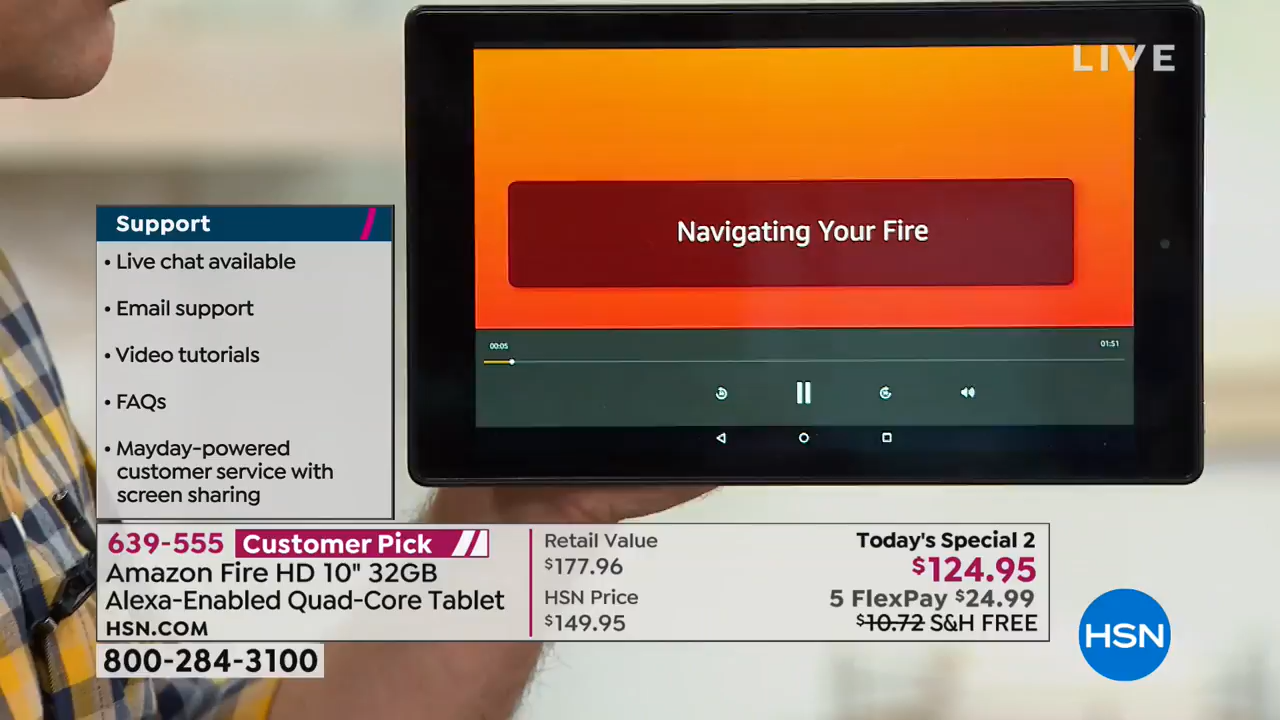 LIVE
Navigating Your Fire
00:05
01:51
Support
• Live chat available
• Email support
• Video tutorials
• FAQs
• Mayday-powered
customer service with
screen sharing
639-555 Customer Pick
Amazon Fire HD 10" 32GB
Alexa-Enabled Quad-Core Tablet
HSN.COM
800-284-3100
Retail Value
$177.96
HSN Price
$149.95
Today's Special 2
$124.95
5 FlexPay $24.99
$10.72 S&H FREE
HSN